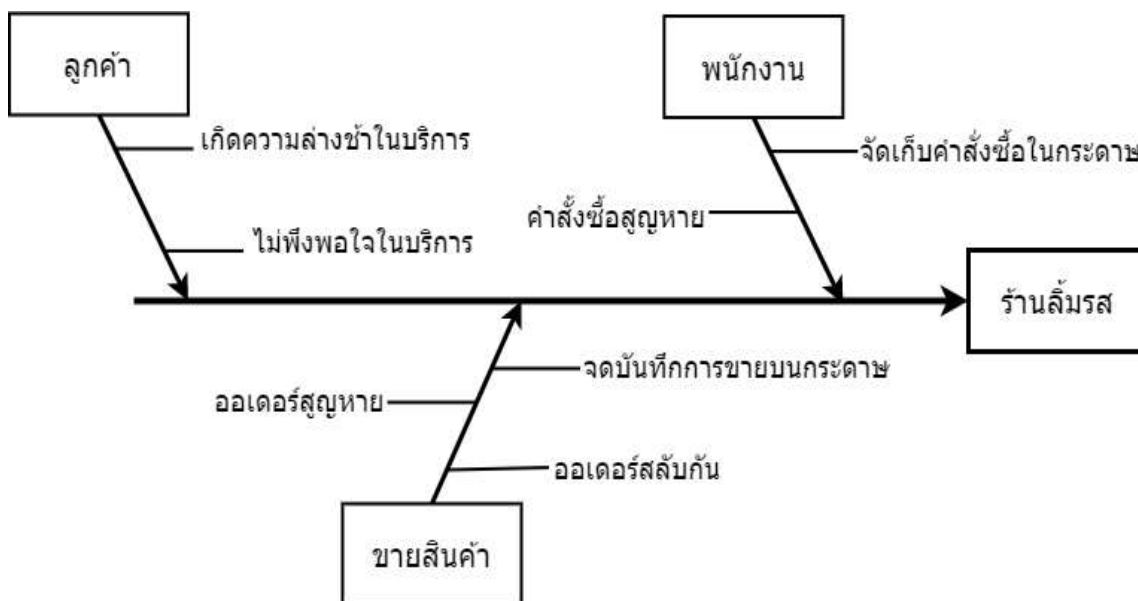 ลูกค้า
พนักงาน
เกิดความล่างช้าในบริการ
จัดเก็บคำสั่งซื้อในกระดาษ
คำสั้งซื้อสูญหาย
ไม่พึงพอใจในบริการ
ร้านลิ้มรส
จดบันทึกการขายบนกระดาษ
ออเดอร์สูญหาย
ออเดอร์สลับกัน
ขายสินค้า